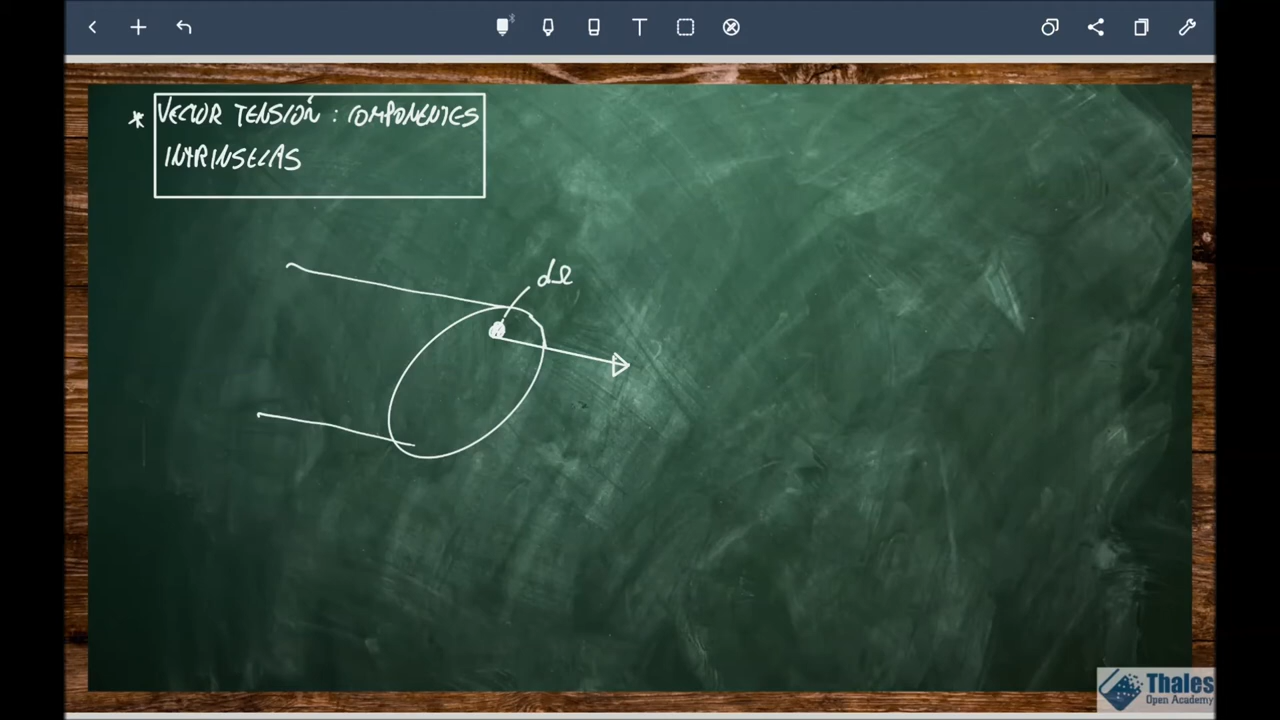 * VECTOR TENSIÓN : COMPONENTES
INTRINSECAS
dΩ
Thales
Open Academy